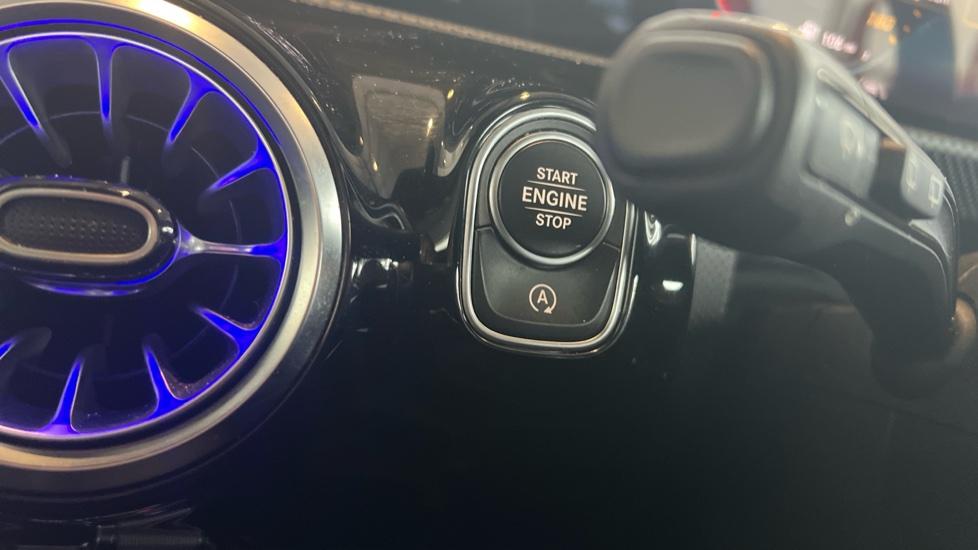 START
ENGINE
STOP
A